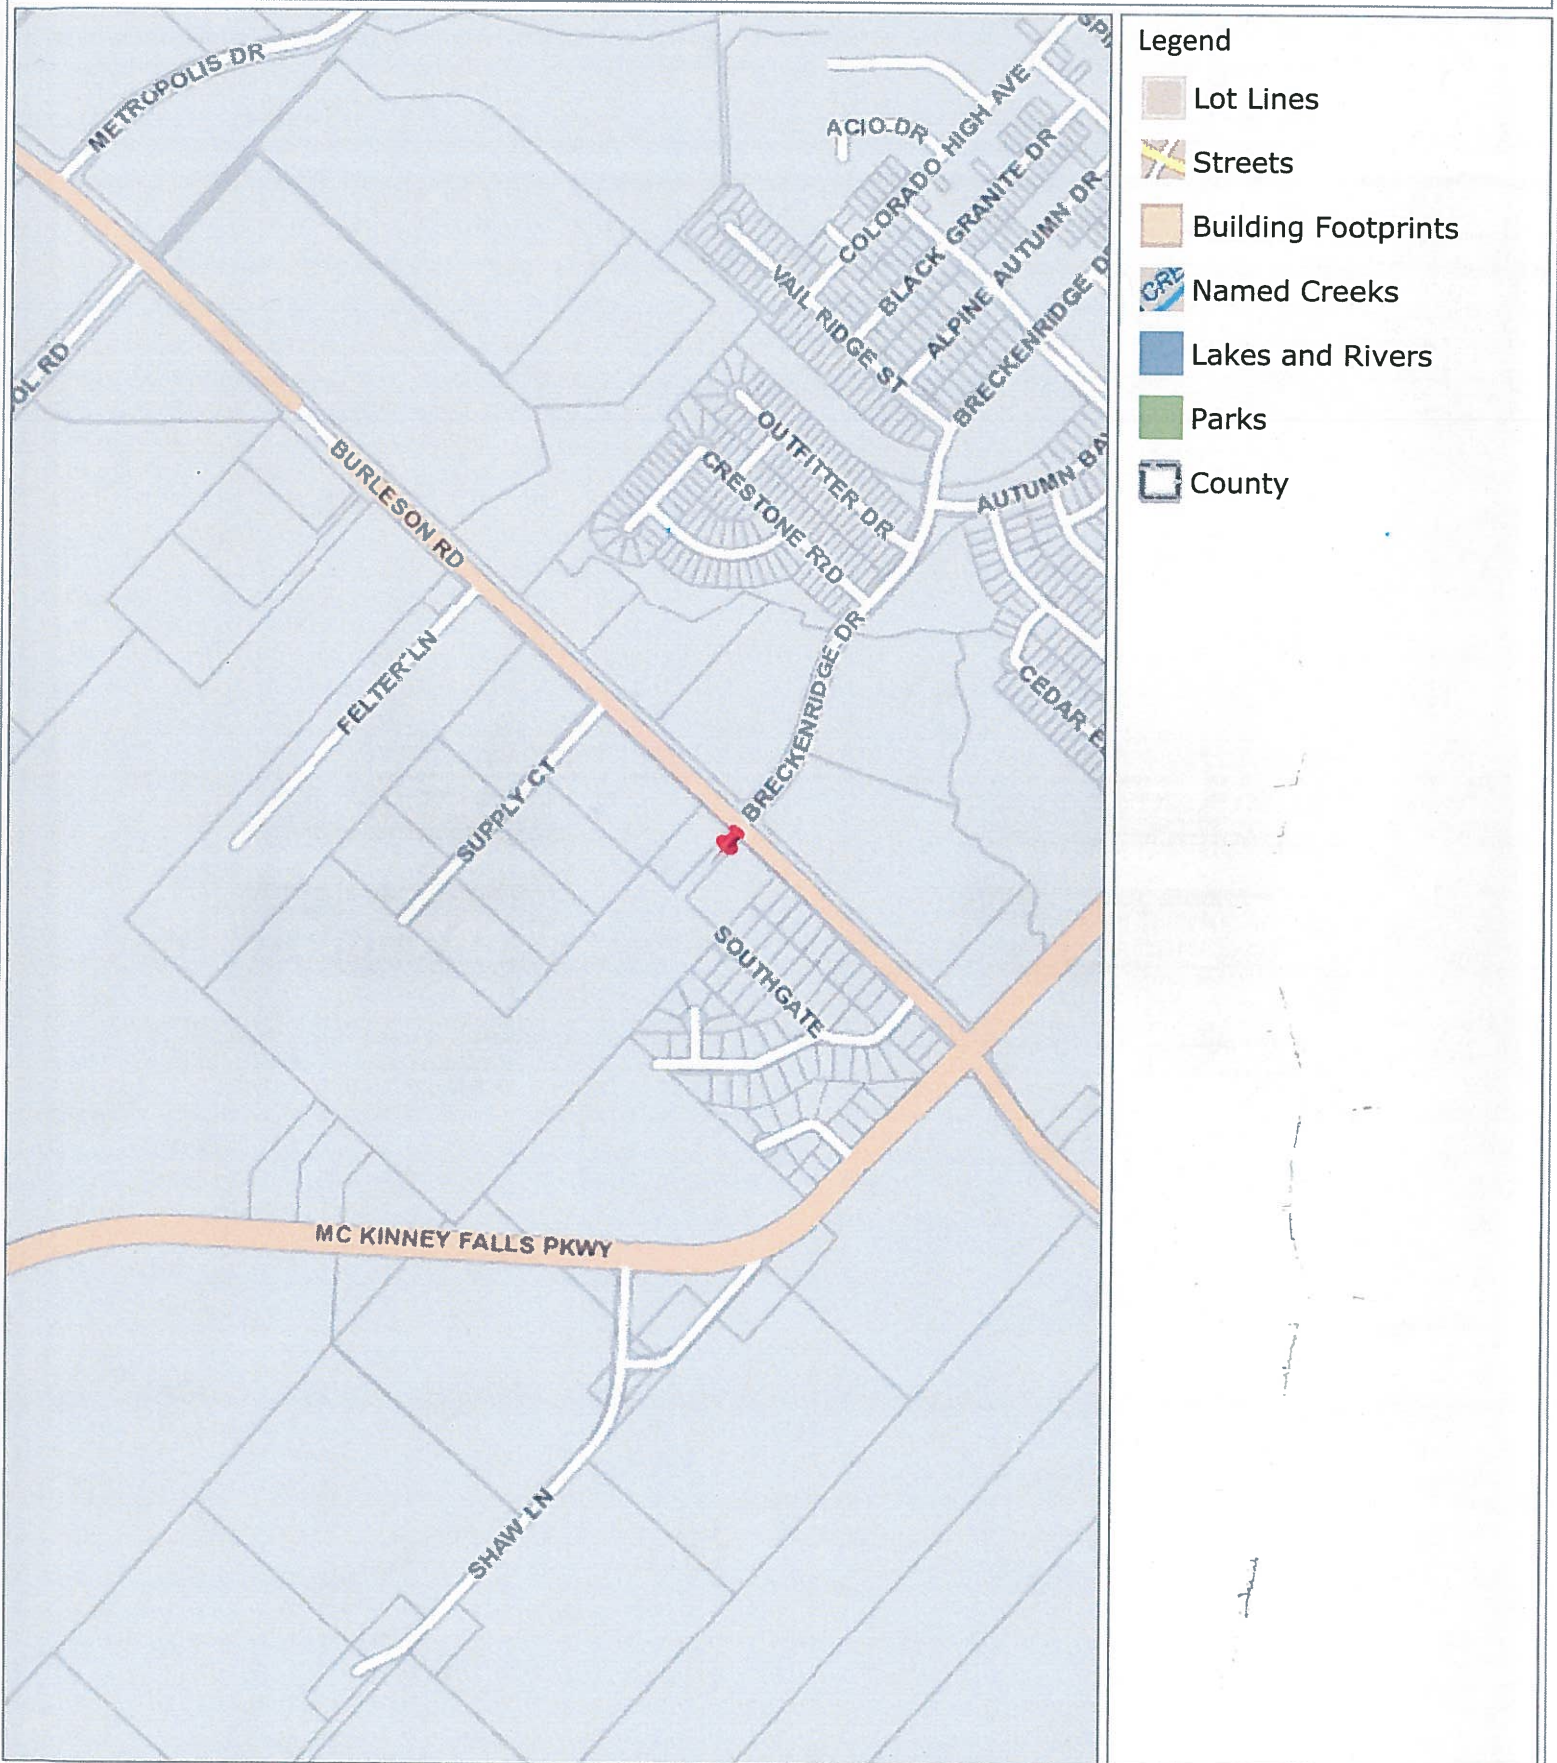 METROPOLIS DR
SPI
ACIO DR
COLORADO HIGH AVE
BLACK GRANITE DR
ALPINE AUTUMN DR
BRECKENRIDGE D
VAIL RIDGE ST
OL RD
BURLESON RD
OUTFITTER DR
CRESTONE RD
AUTUMN BA
FELTER LN
BRECKENRIDGE DR
CEDAR E
SUPPLY CT
SOUTHGATE
MC KINNEY FALLS PKWY
SHAW LN
Legend
Lot Lines
Streets
Building Footprints
CRE
Named Creeks
Lakes and Rivers
Parks
County